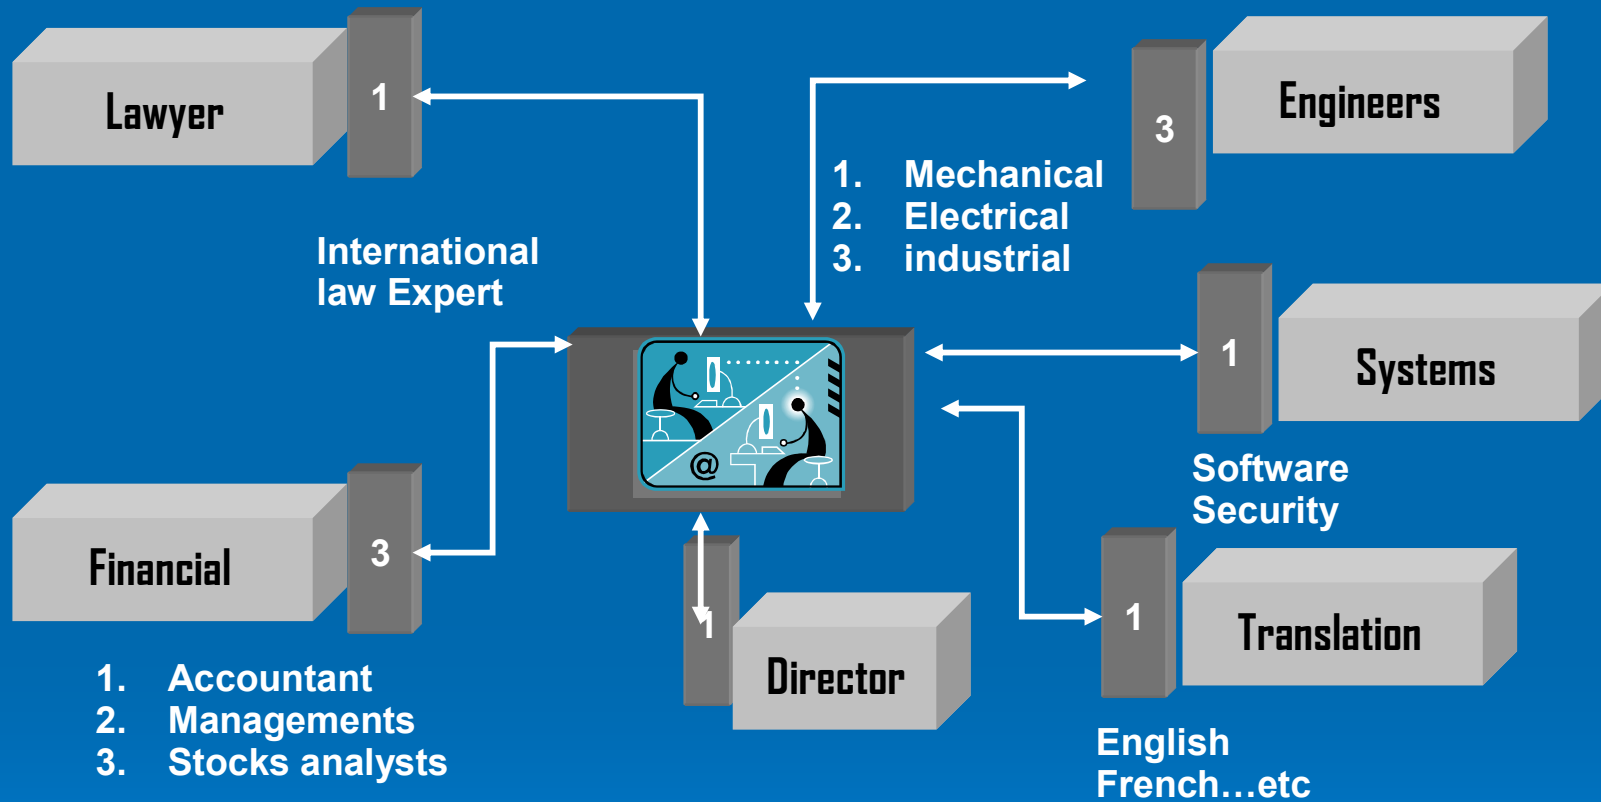 Lawyer
1
International
law Expert
3
Engineers
1. Mechanical
2. Electrical
3. industrial
1
Systems
Software
Security
@
Financial
3
1. Accountant
2. Managements
3. Stocks analysts
1
Director
1
Translation
English
French...etc